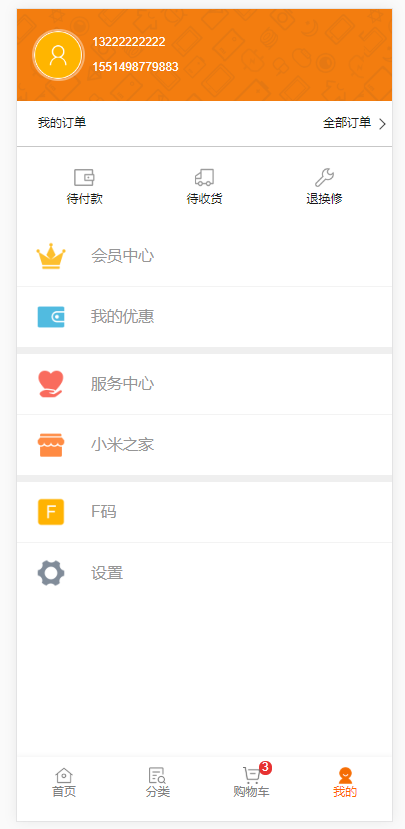 13222222222
1551498779883
我的订单 全部订单
待付款 待收货 退换修
会员中心
我的优惠
服务中心
小米之家
F F码
设置
3
首页 分类 购物车 我的